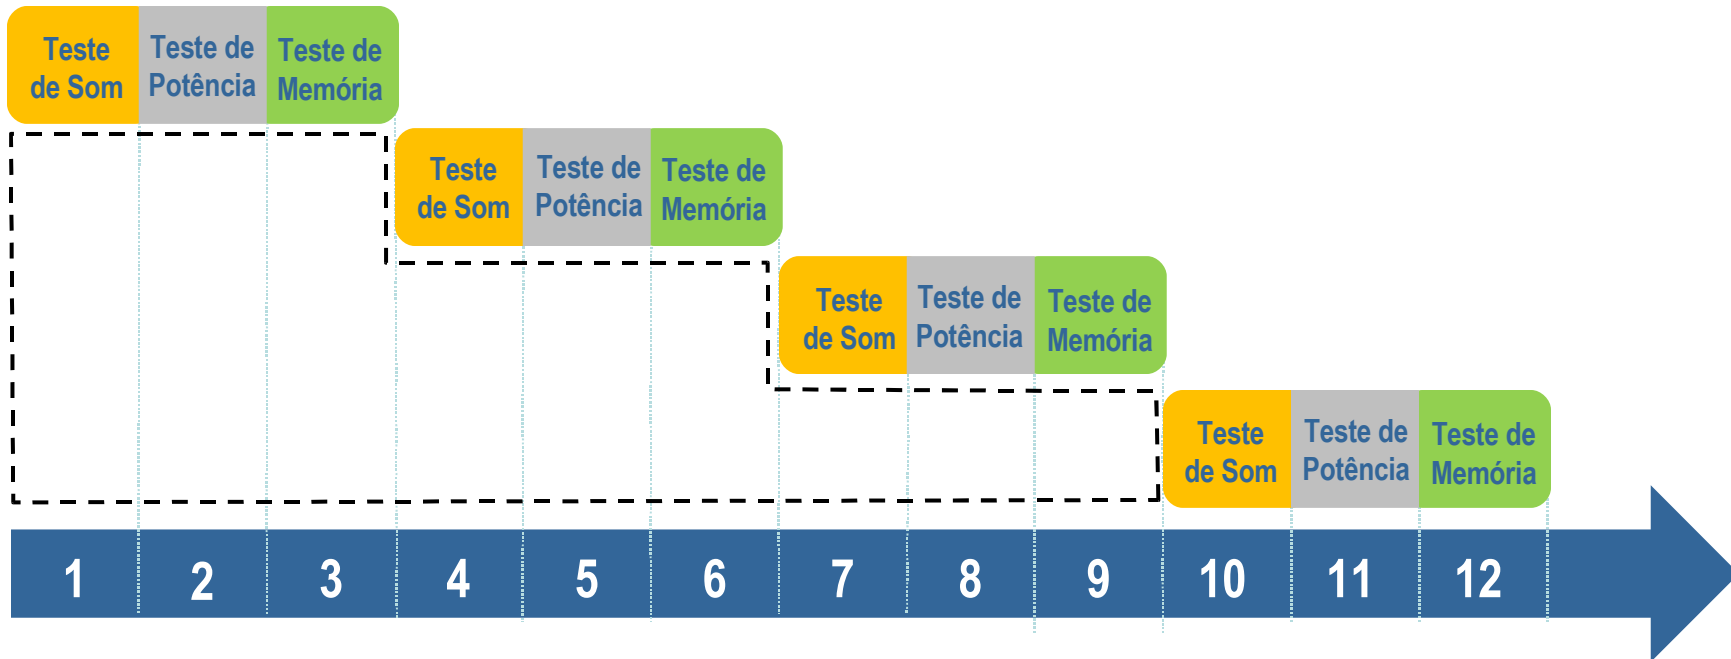 Teste
de Som
Teste de
Potência
Teste de
Memória
Teste
de Som
Teste de
Potência
Teste de
Memória
Teste
de Som
Teste de
Potência
Teste de
Memória
Teste
de Som
Teste de
Potência
Teste de
Memória
1 2 3 4 5 6 7 8 9 10 11 12